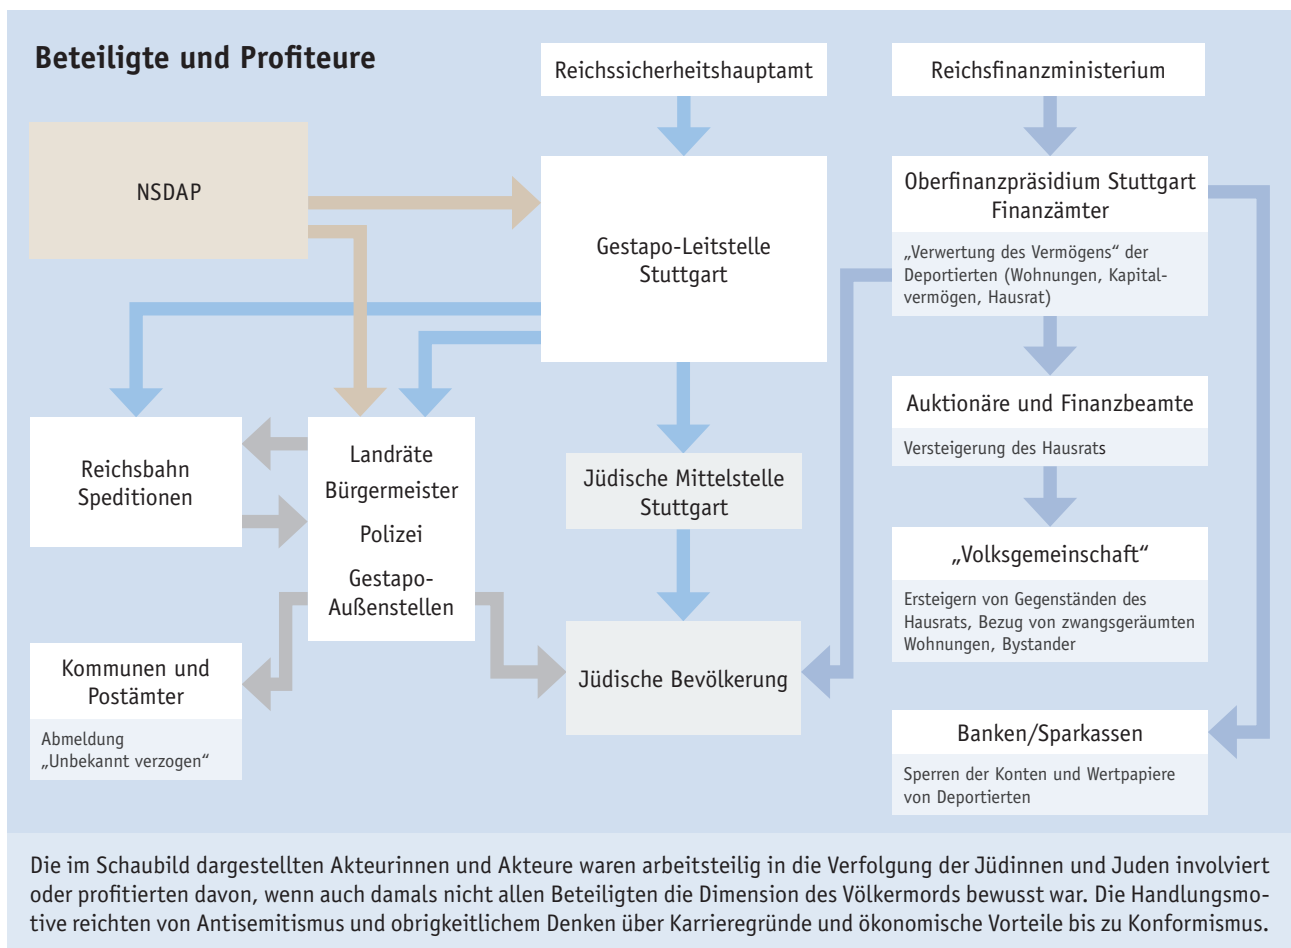 Beteiligte und Profiteure
Reichssicherheitshauptamt
Reichsfinanzministerium
NSDAP
Gestapo-Leitstelle
Stuttgart
Oberfinanzpräsidium Stuttgart
Finanzämter
„Verwertung des Vermögens“ der
Deportierten (Wohnungen, Kapital-
vermögen, Hausrat)
Auktionäre und Finanzbeamte
Versteigerung des Hausrats
Reichsbahn
Speditionen
Landräte
Bürgermeister
Polizei
Gestapo-
Außenstellen
Jüdische Mittelstelle
Stuttgart
„Volksgemeinschaft“
Ersteigern von Gegenständen des
Hausrats, Bezug von zwangsgeräumten
Wohnungen, Bystander
Kommunen und
Postämter
Abmeldung
„Unbekannt verzogen“
Jüdische Bevölkerung
Banken/Sparkassen
Sperren der Konten und Wertpapiere
von Deportierten
Die im Schaubild dargestellten Akteurinnen und Akteure waren arbeitsteilig in die Verfolgung der Jüdinnen und Juden involviert
oder profitierten davon, wenn auch damals nicht allen Beteiligten die Dimension des Völkermords bewusst war. Die Handlungsmo-
tive reichten von Antisemitismus und obrigkeitlichem Denken über Karrieregründe und ökonomische Vorteile bis zu Konformismus.